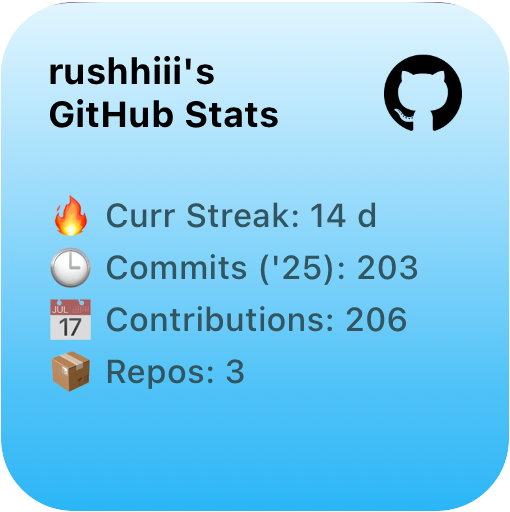 rushhiii's
GitHub Stats
🔥 Curr Streak: 14 d
🕒 Commits ('25): 203
📅 Contributions: 206
📦 Repos: 3